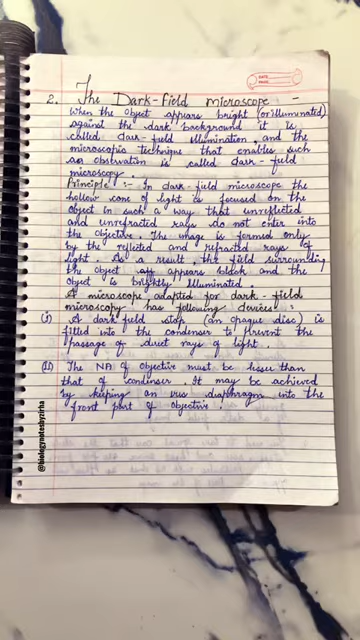 DATE
PAGE
2. The Dark-Field microscope -
When the object appears bright (or illuminated)
against the dark background it is
called dark-field illumination, and the
microscopic technique that enables such
an observation is called dark-field
microscopy.
Principle :- In dark-field microscope the
hollow cone of light is focused on the
object in such a way that unreflected
and unrefracted rays do not enter into
the objective. The image is formed only
by the reflected and refracted rays of
light. As a result, the field surrounding
the object appears black and the
object is brightly illuminated.
A microscope adapted for dark-field
microscopy has following devices :
(i) A dark-field stop (an opaque disc) is
fitted into the condenser to prevent the
passage of direct rays of light.
(ii) The NA of objective must be lesser than
that of condenser. It may be achieved
by keeping an iris diaphragm into the
front part of objective.
@biologynotesbyzirha